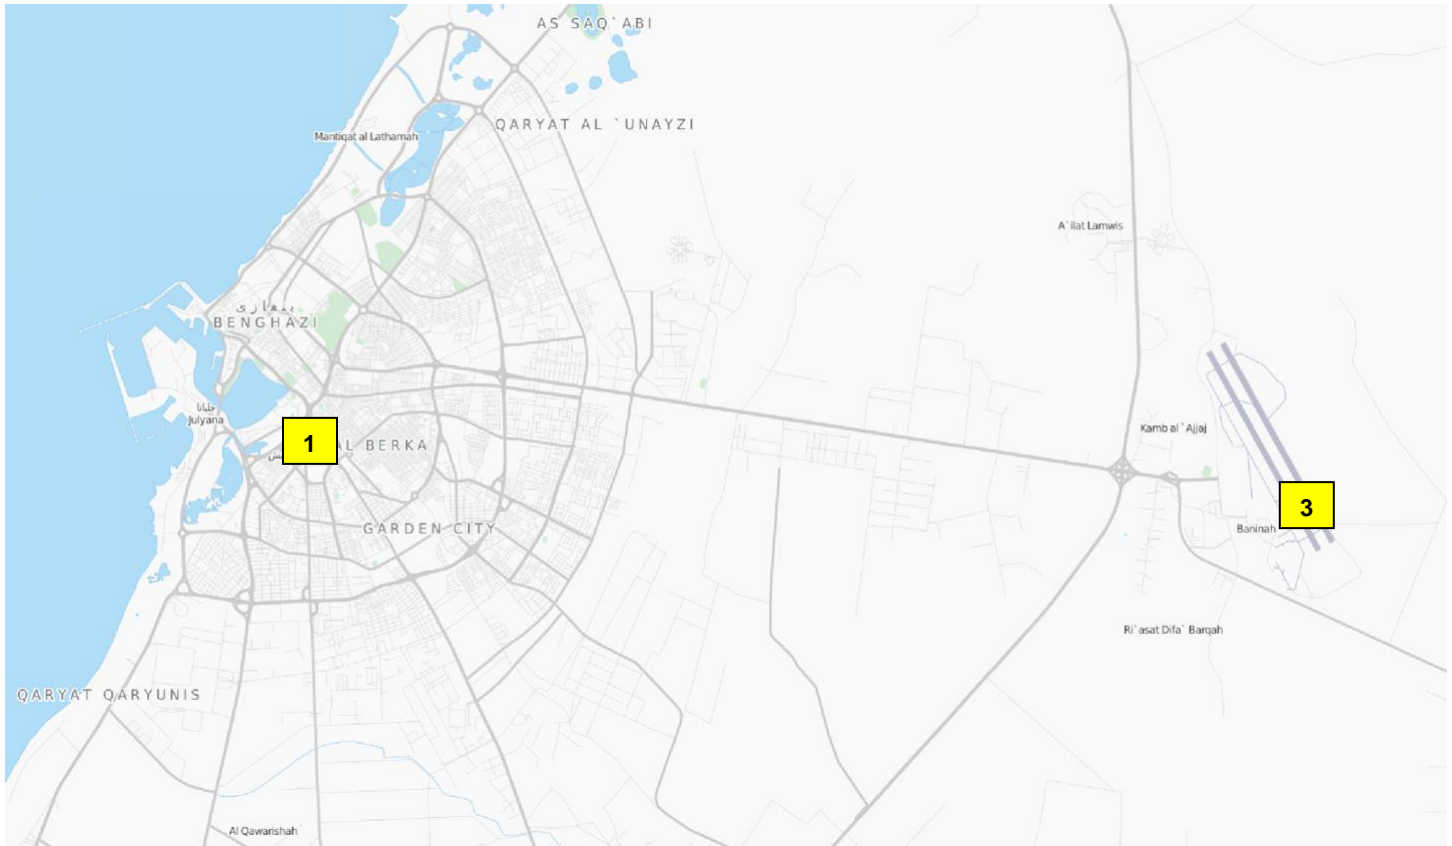 AS SAQ`ABI
QARYAT AL `UNAYZI
Mantiqat al Lathamah
A`ilat Lamwis
بنغازي
BENGHAZI
جليانا
Julyana
Kamb al `Ajjaj
1
AL BERKA
3
GARDEN CITY
Baninah
Ri`asat Difa` Barqah
QARYAT QARYUNIS
Al Qawarishah